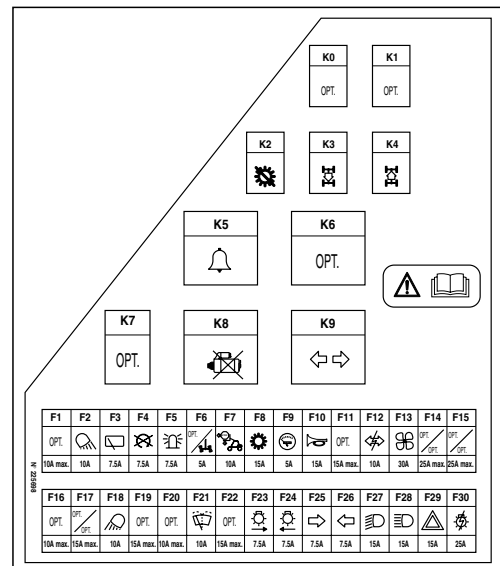 K0 K1
OPT. OPT.
K2 K3 K4
K5 K6
OPT.
K7 K8 K9
OPT.
F1 F2 F3 F4 F5 F6 F7 F8 F9 F10 F11 F12 F13 F14 F15
OPT. OPT. OPT. OPT. OPT. OPT. OPT.
10A max. 10A 7.5A 7.5A 7.5A 5A 10A 15A 5A 15A 15A max. 10A 30A 25A max. 25A max.
N° 225698
F16 F17 F18 F19 F20 F21 F22 F23 F24 F25 F26 F27 F28 F29 F30
OPT. OPT. OPT. OPT. OPT. OPT.
10A max. 15A max. 10A 15A max. 10A max. 10A 15A max. 7.5A 7.5A 7.5A 7.5A 15A 15A 15A 25A